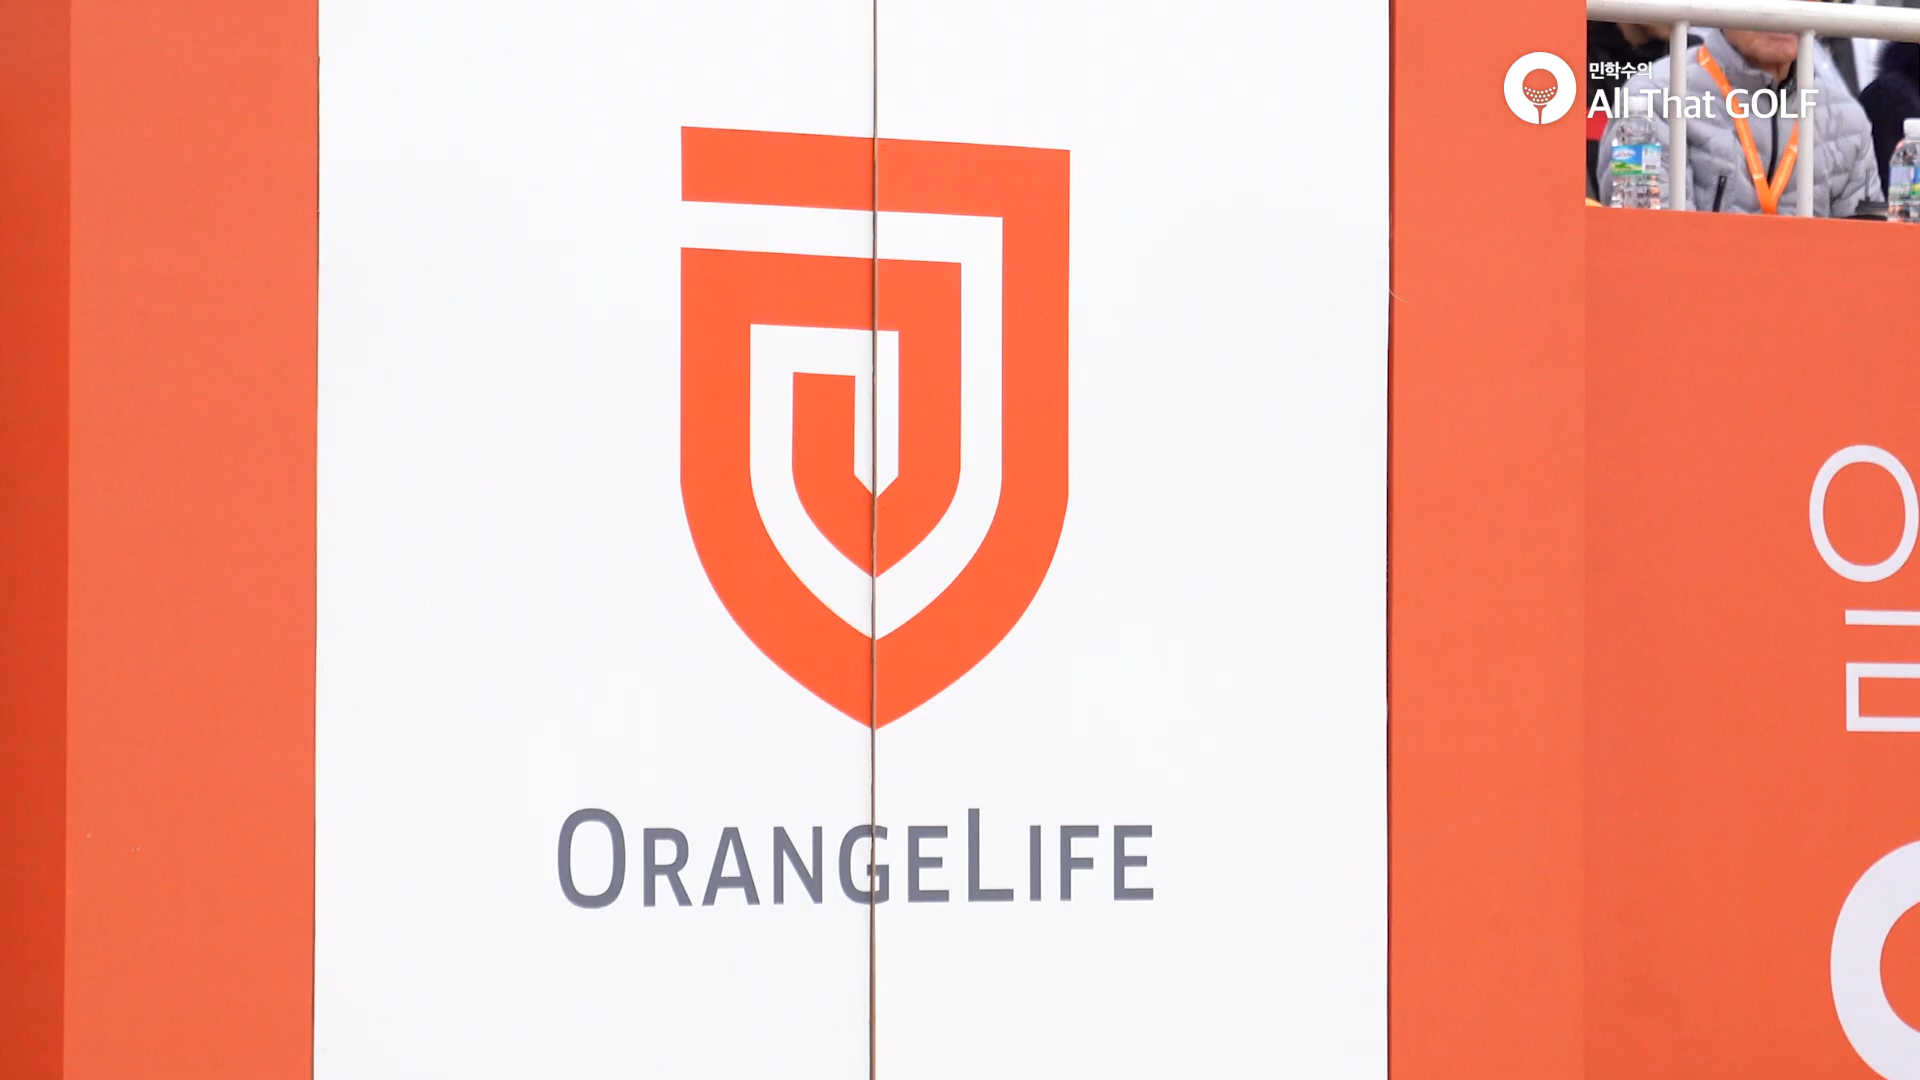 민학수의
All That GOLF
ORANGELIFE